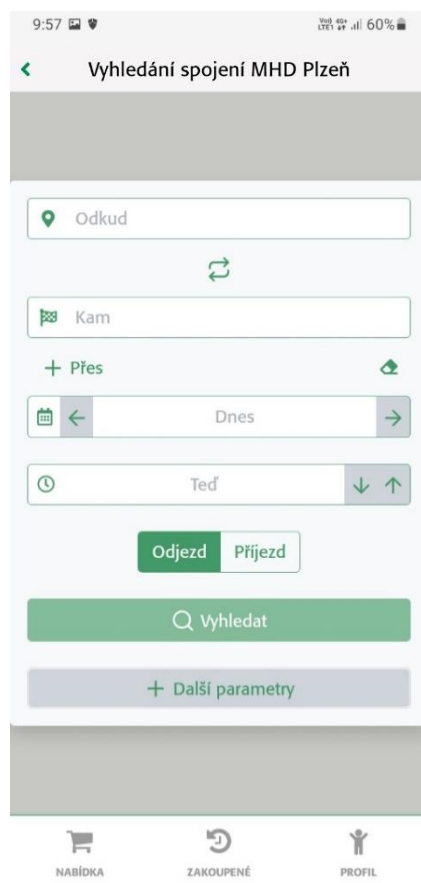 9:57 60%
Vyhledání spojení MHD Plzeň
Odkud
Kam
Přes
Dnes
Teď
Odjezd Příjezd
Vyhledat
Další parametry
NABÍDKA ZAKOUPENÉ PROFIL